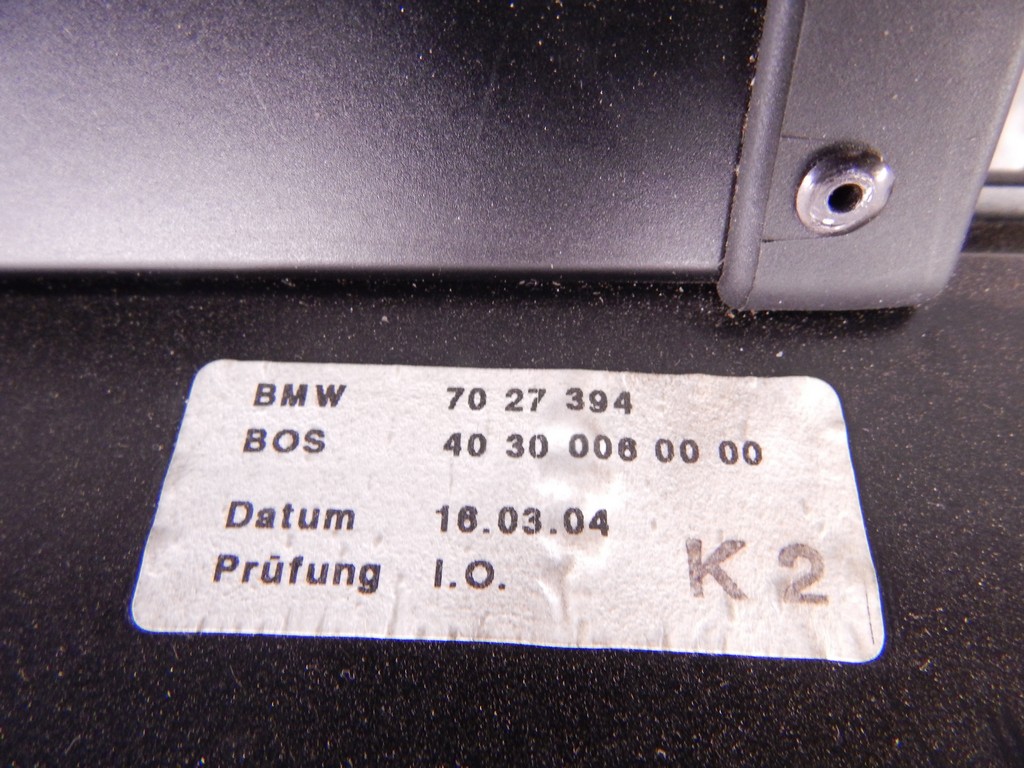 BMW 70 27 394
BOS 40 30 006 00 00
Datum 16.03.04
Prüfung I.O.
K 2